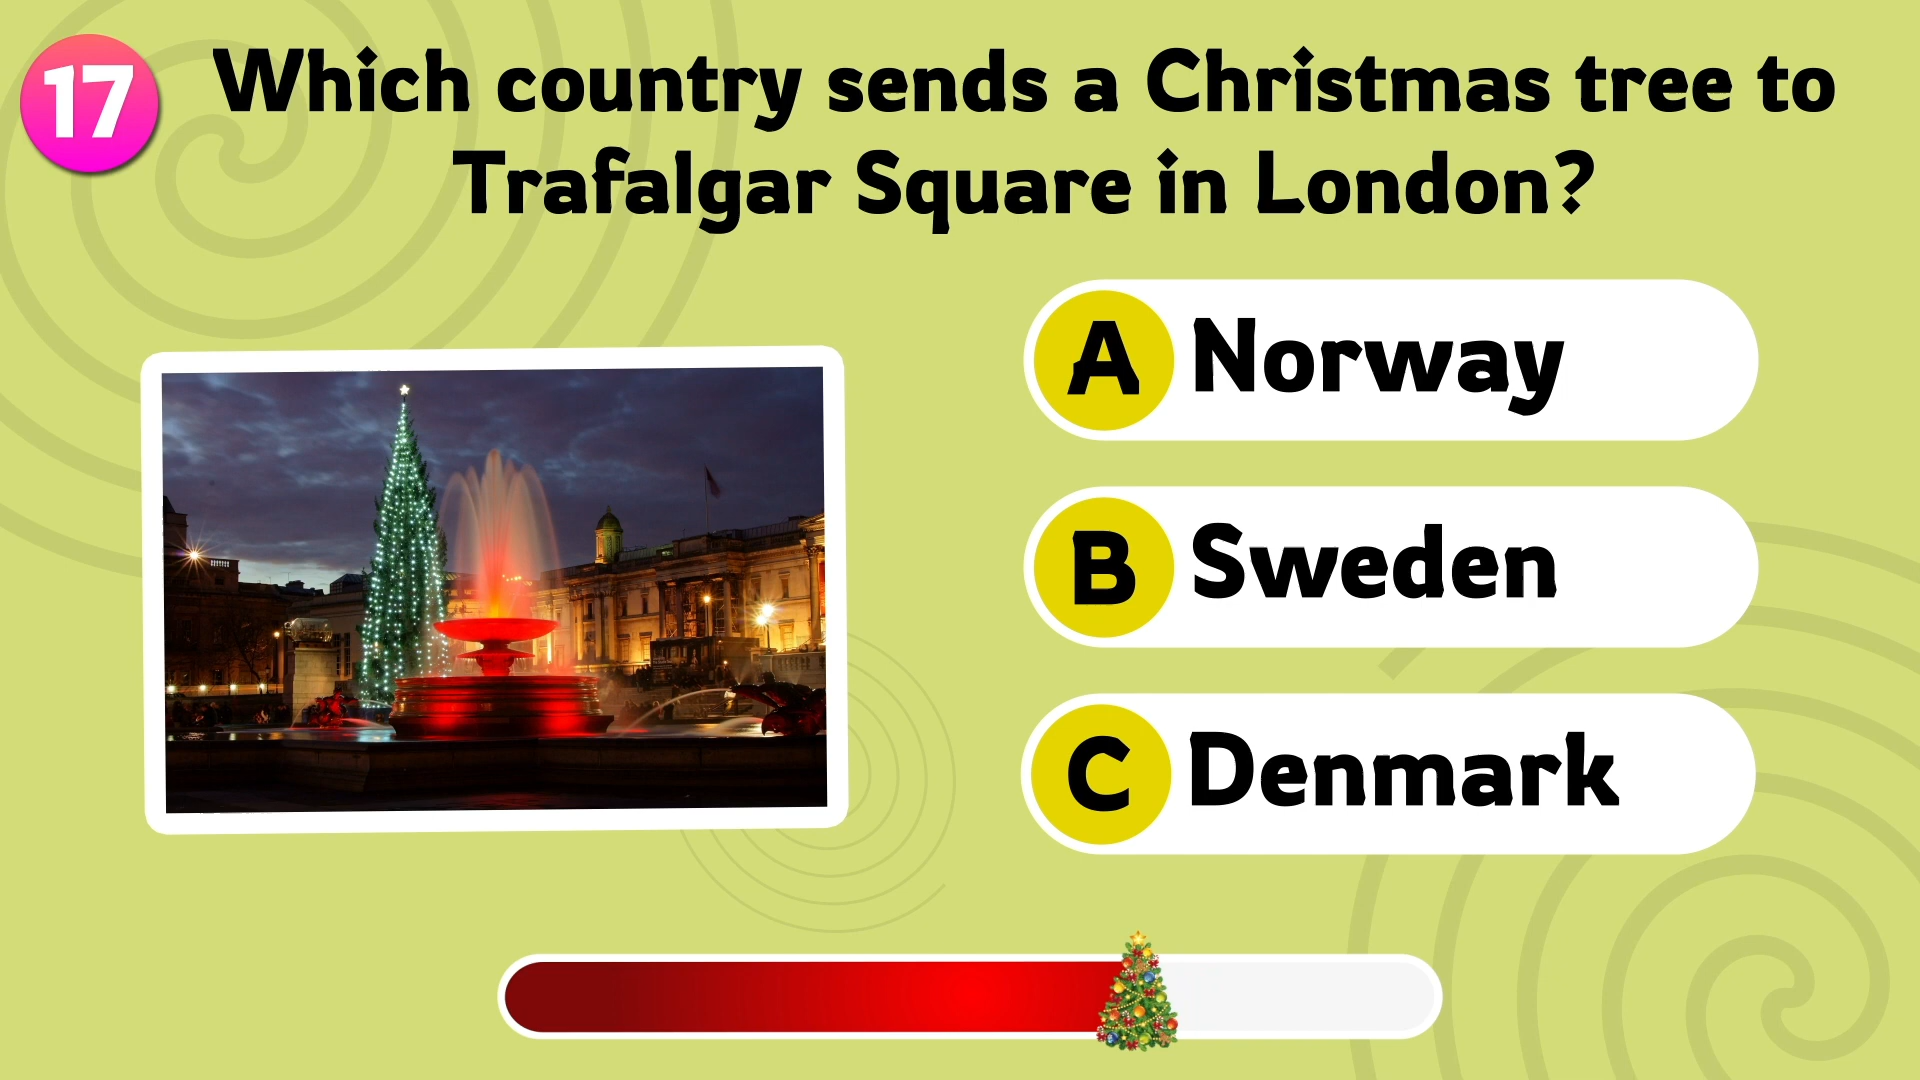 17
Which country sends a Christmas tree to
Trafalgar Square in London?
A Norway
B Sweden
C Denmark